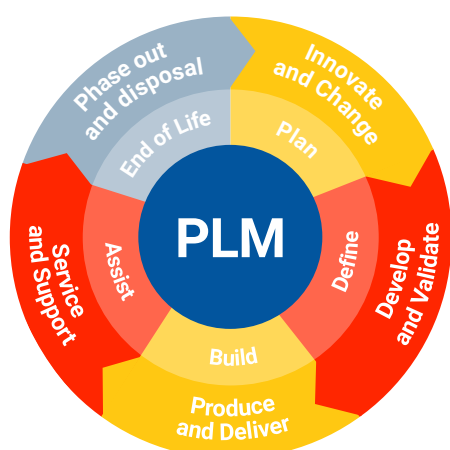 PLM
Innovate
and Change
Plan
Develop
and Validate
Define
Produce
and Deliver
Build
Service
and Support
Assist
Phase out
and disposal
End of Life